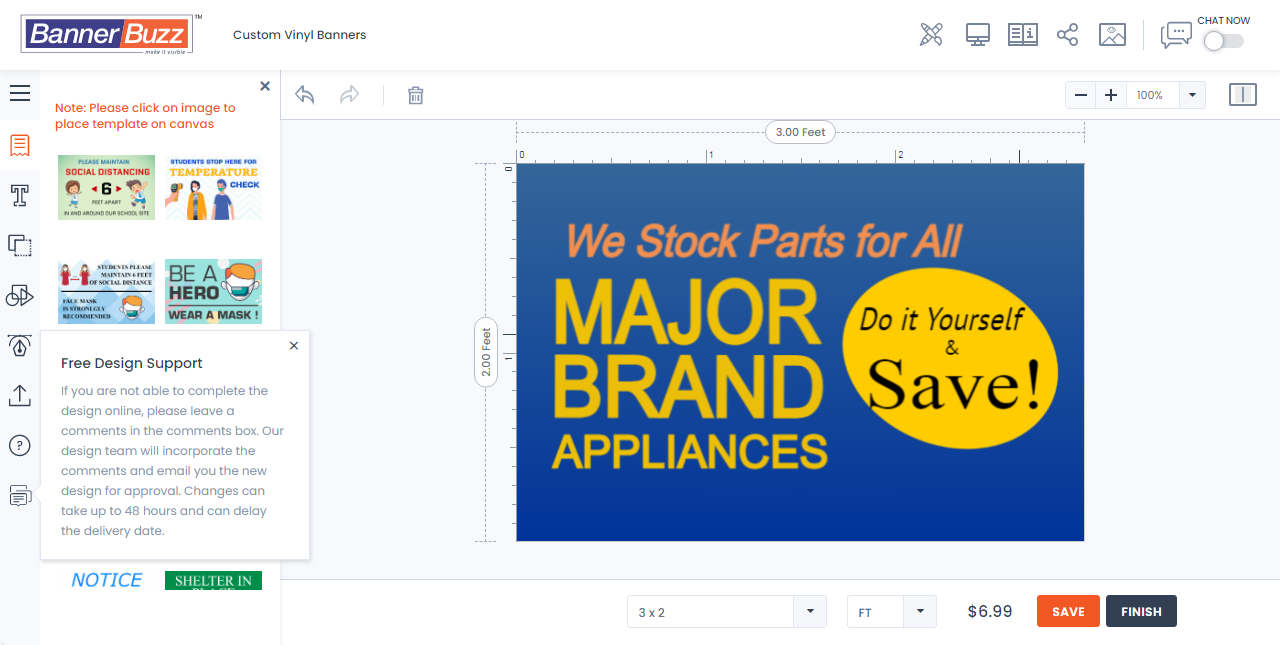 BannerBuzz™
make it visible
Custom Vinyl Banners
CHAT NOW
Note: Please click on image to
place template on canvas
100%
PLEASE MAINTAIN
SOCIAL DISTANCING
6
FEET APART
IN AND AROUND OUR SCHOOL SITE
STUDENTS STOP HERE FOR
TEMPERATURE
CHECK
STUDENTS PLEASE
MAINTAIN 6 FEET
OF SOCIAL DISTANCE
FACE MASK
IS STRONGLGY
RECOMMENDED
BE A
HERO
WEAR A MASK !
Free Design Support
If you are not able to complete the
design online, please leave a
comments in the comments box. Our
design team will incorporate the
comments and email you the new
design for approval. Changes can
take up to 48 hours and can delay
the delivery date.
NOTICE
SHELTER IN
PLACE
3.00 Feet
0
1
2
0
1
2.00 Feet
We Stock Parts for All
MAJOR
BRAND
APPLIANCES
Do it Yourself
&
Save!
3 x 2
FT
$6.99
SAVE
FINISH